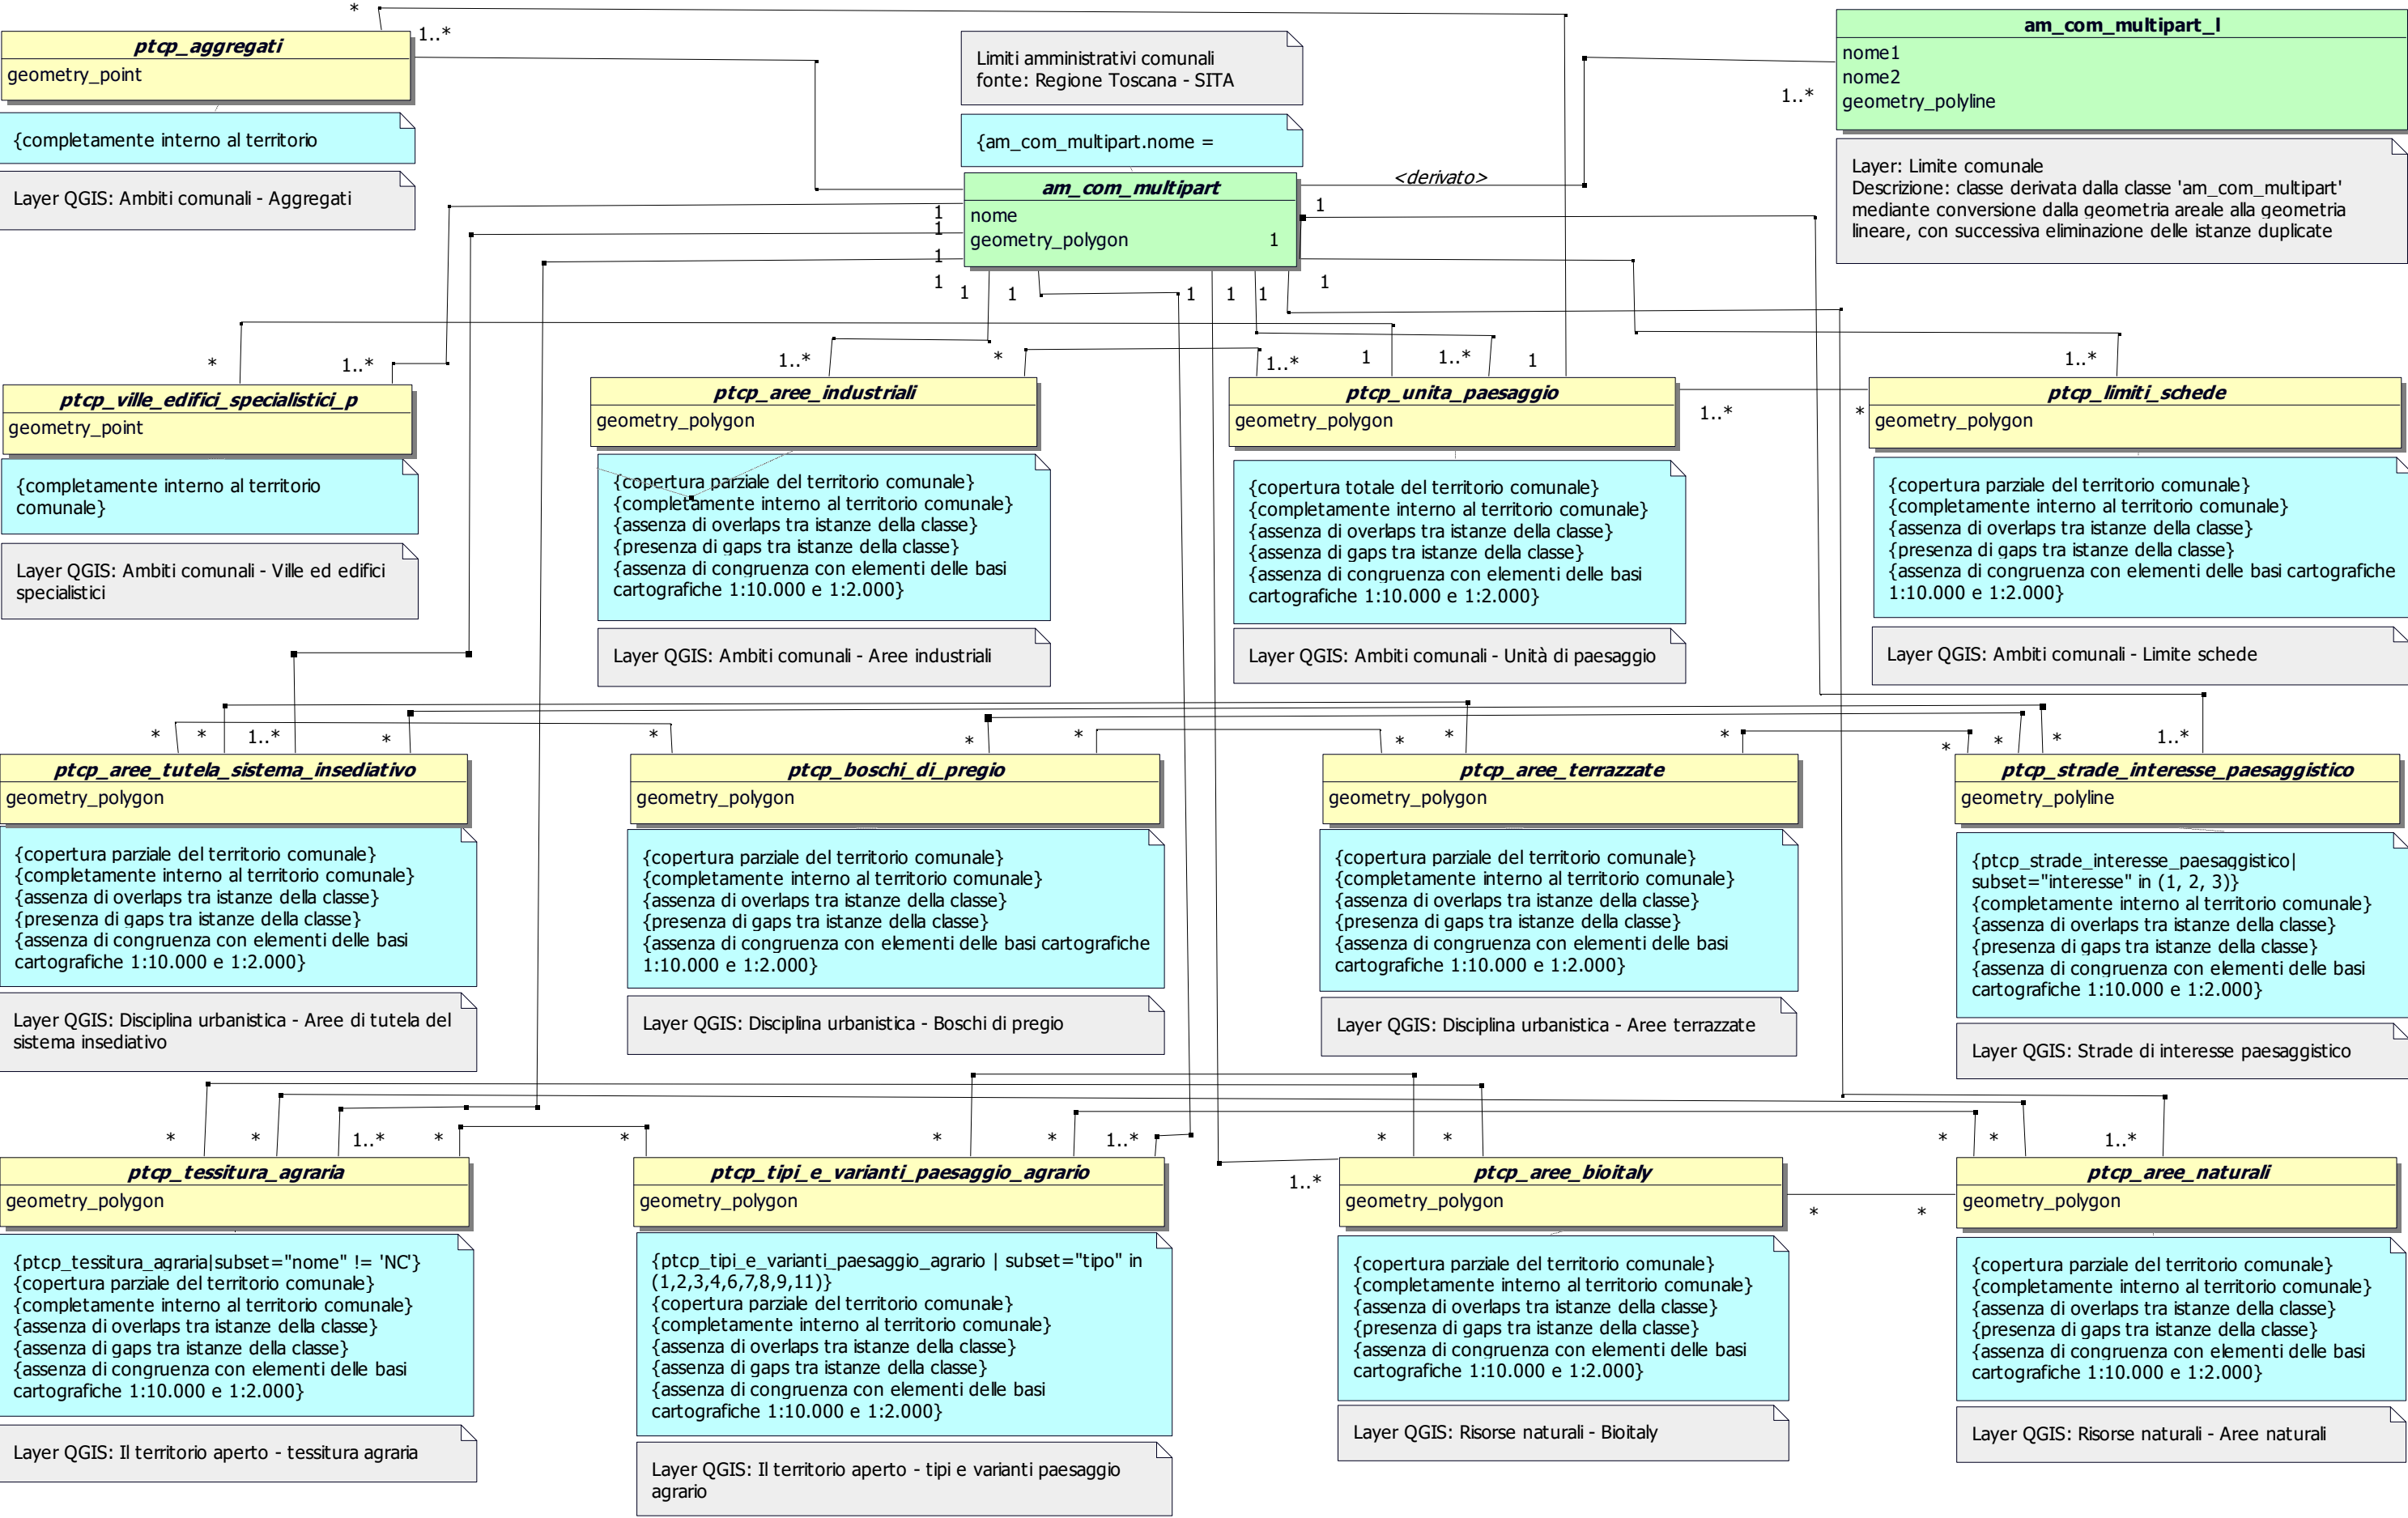 *
1..*
ptcp_aggregati
geometry_point
{completamente interno al territorio
Layer QGIS: Ambiti comunali - Aggregati
Limiti amministrativi comunali
fonte: Regione Toscana - SITA
{am_com_multipart.nome =
am_com_multipart
nome
geometry_polygon
1
<derivato>
1..*
am_com_multipart_l
nome1
nome2
geometry_polyline
Layer: Limite comunale
Descrizione: classe derivata dalla classe 'am_com_multipart'
mediante conversione dalla geometria areale alla geometria
lineare, con successiva eliminazione delle istanze duplicate
1
1
1
1
1
1
1
1
1
1
1
*
1..*
1..*
*
1..*
1
1..*
1
1..*
ptcp_ville_edifici_specialistici_p
geometry_point
{completamente interno al territorio
comunale}
Layer QGIS: Ambiti comunali - Ville ed edifici
specialistici
ptcp_aree_industriali
geometry_polygon
{copertura parziale del territorio comunale}
{completamente interno al territorio comunale}
{assenza di overlaps tra istanze della classe}
{presenza di gaps tra istanze della classe}
{assenza di congruenza con elementi delle basi
cartografiche 1:10.000 e 1:2.000}
Layer QGIS: Ambiti comunali - Aree industriali
ptcp_unita_paesaggio
geometry_polygon
1..*
*
{copertura totale del territorio comunale}
{completamente interno al territorio comunale}
{assenza di overlaps tra istanze della classe}
{assenza di gaps tra istanze della classe}
{assenza di congruenza con elementi delle basi
cartografiche 1:10.000 e 1:2.000}
Layer QGIS: Ambiti comunali - Unità di paesaggio
ptcp_limiti_schede
geometry_polygon
{copertura parziale del territorio comunale}
{completamente interno al territorio comunale}
{assenza di overlaps tra istanze della classe}
{presenza di gaps tra istanze della classe}
{assenza di congruenza con elementi delle basi cartografiche
1:10.000 e 1:2.000}
Layer QGIS: Ambiti comunali - Limite schede
*
*
1..*
*
*
*
*
*
*
*
*
*
*
1..*
ptcp_aree_tutela_sistema_insediativo
geometry_polygon
{copertura parziale del territorio comunale}
{completamente interno al territorio comunale}
{assenza di overlaps tra istanze della classe}
{presenza di gaps tra istanze della classe}
{assenza di congruenza con elementi delle basi
cartografiche 1:10.000 e 1:2.000}
Layer QGIS: Disciplina urbanistica - Aree di tutela del
sistema insediativo
ptcp_boschi_di_pregio
geometry_polygon
{copertura parziale del territorio comunale}
{completamente interno al territorio comunale}
{assenza di overlaps tra istanze della classe}
{presenza di gaps tra istanze della classe}
{assenza di congruenza con elementi delle basi cartografiche
1:10.000 e 1:2.000}
Layer QGIS: Disciplina urbanistica - Boschi di pregio
ptcp_aree_terrazzate
geometry_polygon
{copertura parziale del territorio comunale}
{completamente interno al territorio comunale}
{assenza di overlaps tra istanze della classe}
{presenza di gaps tra istanze della classe}
{assenza di congruenza con elementi delle basi
cartografiche 1:10.000 e 1:2.000}
Layer QGIS: Disciplina urbanistica - Aree terrazzate
ptcp_strade_interesse_paesaggistico
geometry_polyline
{ptcp_strade_interesse_paesaggistico|
subset="interesse" in (1, 2, 3)}
{completamente interno al territorio comunale}
{assenza di overlaps tra istanze della classe}
{presenza di gaps tra istanze della classe}
{assenza di congruenza con elementi delle basi
cartografiche 1:10.000 e 1:2.000}
Layer QGIS: Strade di interesse paesaggistico
*
*
1..*
*
*
*
*
1..*
*
*
*
*
1..*
1..*
ptcp_tessitura_agraria
geometry_polygon
{ptcp_tessitura_agraria|subset="nome" != 'NC'}
{copertura parziale del territorio comunale}
{completamente interno al territorio comunale}
{assenza di overlaps tra istanze della classe}
{assenza di gaps tra istanze della classe}
{assenza di congruenza con elementi delle basi
cartografiche 1:10.000 e 1:2.000}
Layer QGIS: Il territorio aperto - tessitura agraria
ptcp_tipi_e_varianti_paesaggio_agrario
geometry_polygon
{ptcp_tipi_e_varianti_paesaggio_agrario | subset="tipo" in
(1,2,3,4,6,7,8,9,11)}
{copertura parziale del territorio comunale}
{completamente interno al territorio comunale}
{assenza di overlaps tra istanze della classe}
{assenza di gaps tra istanze della classe}
{assenza di congruenza con elementi delle basi
cartografiche 1:10.000 e 1:2.000}
Layer QGIS: Il territorio aperto - tipi e varianti paesaggio
agrario
ptcp_aree_bioitaly
geometry_polygon
*
*
{copertura parziale del territorio comunale}
{completamente interno al territorio comunale}
{assenza di overlaps tra istanze della classe}
{presenza di gaps tra istanze della classe}
{assenza di congruenza con elementi delle basi
cartografiche 1:10.000 e 1:2.000}
Layer QGIS: Risorse naturali - Bioitaly
ptcp_aree_naturali
geometry_polygon
{copertura parziale del territorio comunale}
{completamente interno al territorio comunale}
{assenza di overlaps tra istanze della classe}
{presenza di gaps tra istanze della classe}
{assenza di congruenza con elementi delle basi
cartografiche 1:10.000 e 1:2.000}
Layer QGIS: Risorse naturali - Aree naturali